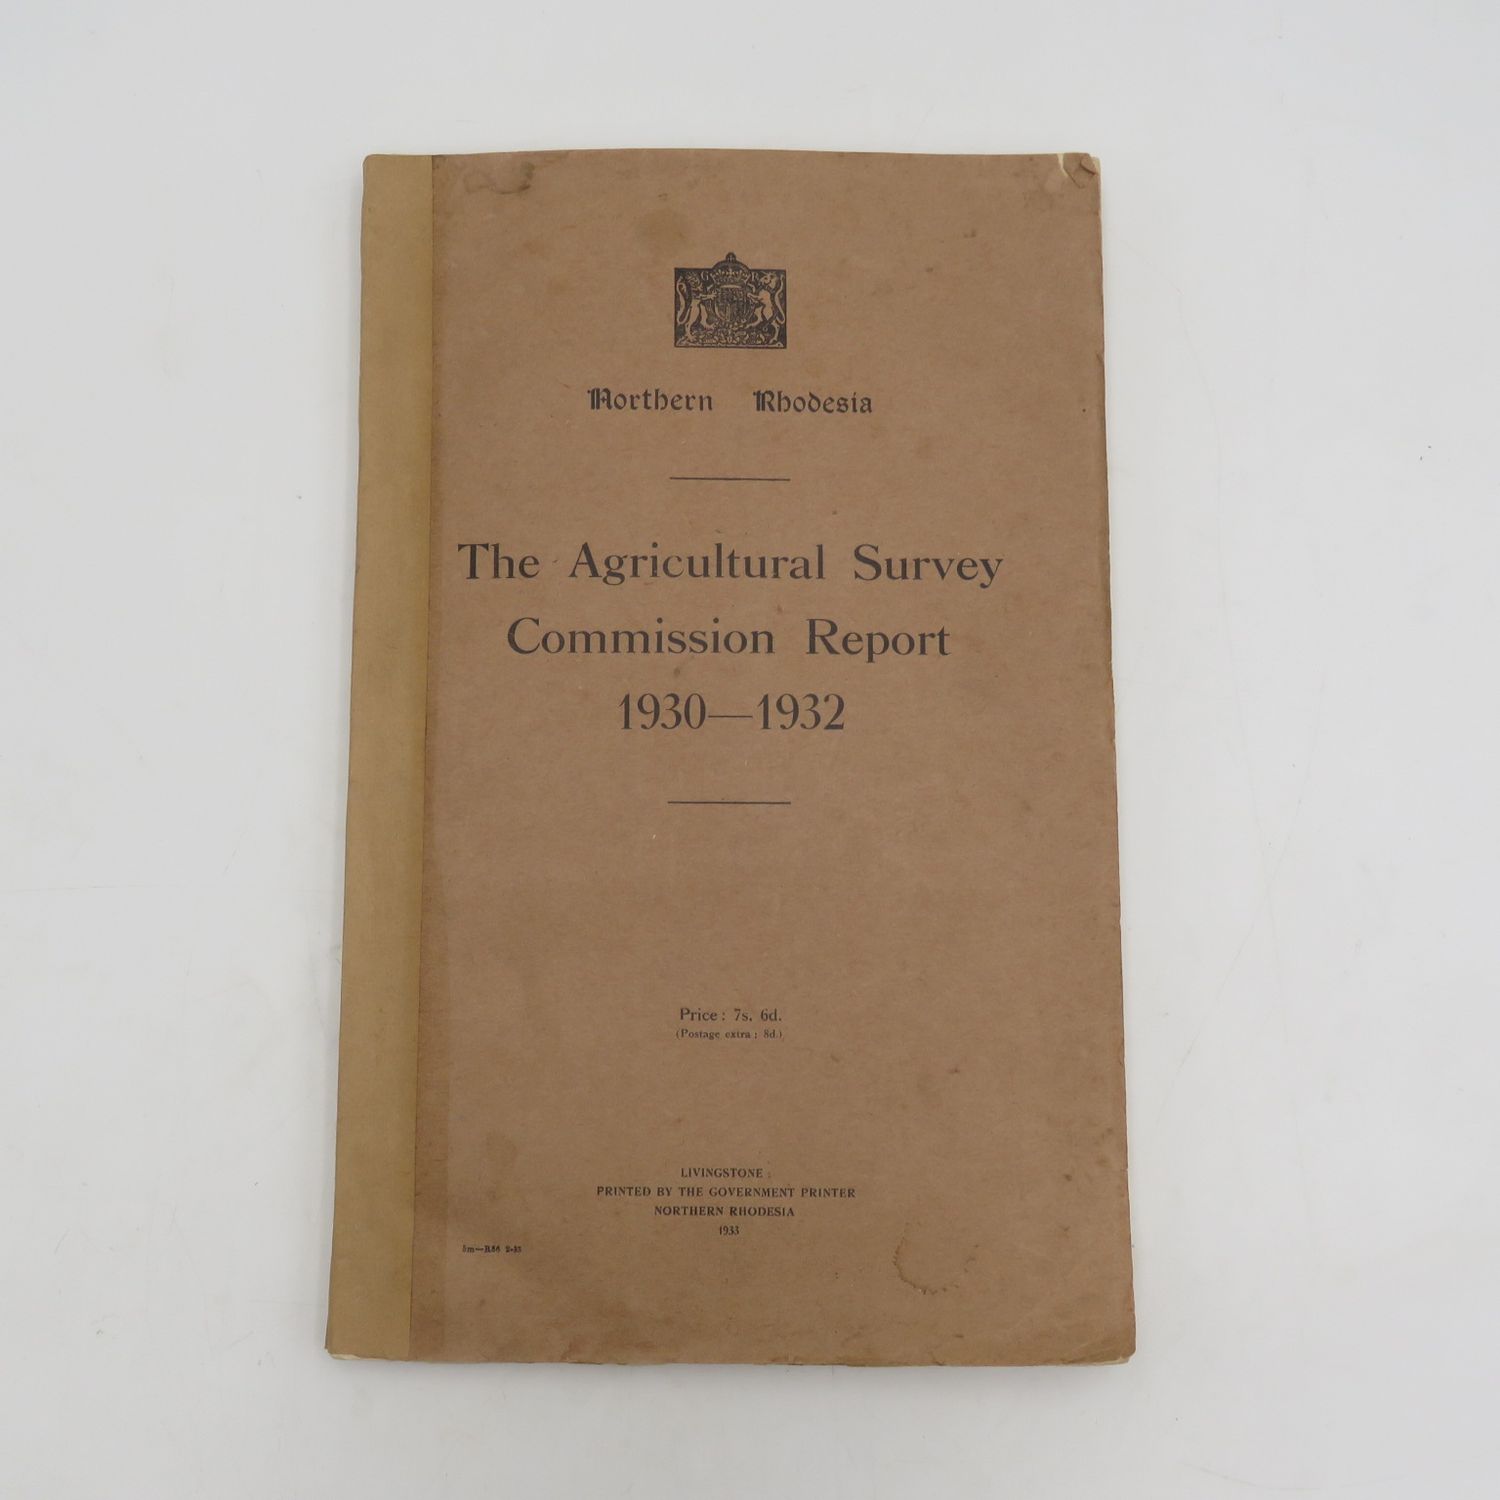 G R
Northern Rhodesia
The Agricultural Survey
Commission Report
1930—1932
Price: 7s. 6d.
(Postage extra: 8d.)
LIVINGSTONE:
PRINTED BY THE GOVERNMENT PRINTER
NORTHERN RHODESIA
1933